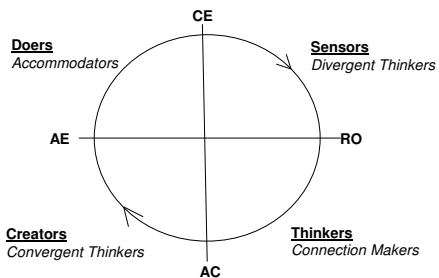 CE
Doers
Accommodators
Sensors
Divergent Thinkers
AE
RO
Creators
Convergent Thinkers
Thinkers
Connection Makers
AC